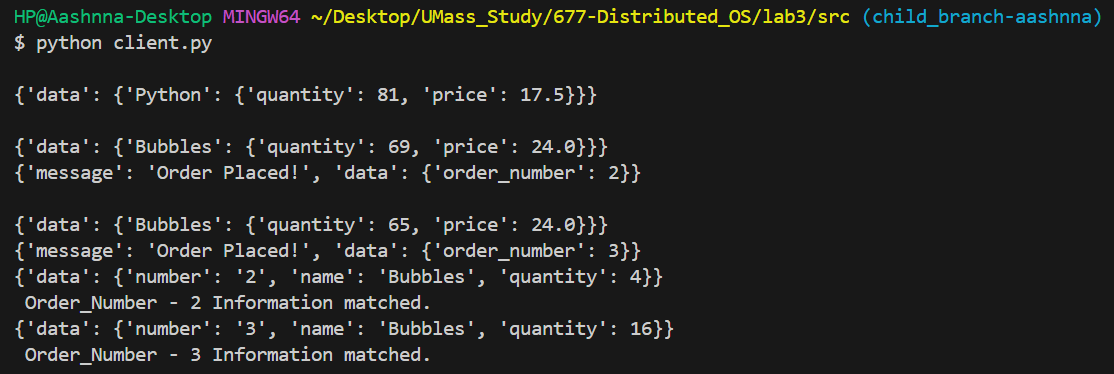 HP@Aashnna-Desktop MINGW64 ~/Desktop/UMass_Study/677-Distributed_OS/lab3/src (child_branch-aashnna)
$ python client.py
{'data': {'Python': {'quantity': 81, 'price': 17.5}}}
{'data': {'Bubbles': {'quantity': 69, 'price': 24.0}}}
{'message': 'Order Placed!', 'data': {'order_number': 2}}
{'data': {'Bubbles': {'quantity': 65, 'price': 24.0}}}
{'message': 'Order Placed!', 'data': {'order_number': 3}}
{'data': {'number': '2', 'name': 'Bubbles', 'quantity': 4}}
 Order_Number - 2 Information matched.
{'data': {'number': '3', 'name': 'Bubbles', 'quantity': 16}}
 Order_Number - 3 Information matched.